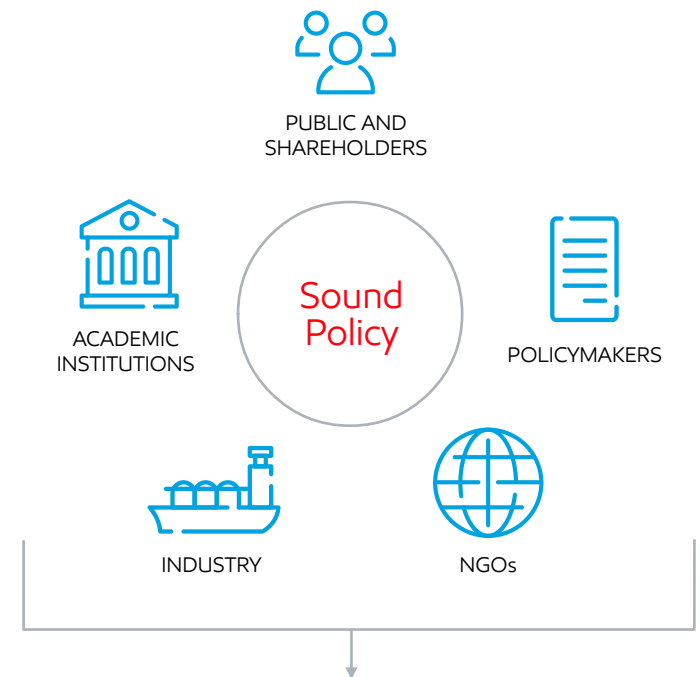 PUBLIC AND
SHAREHOLDERS
Sound
Policy
ACADEMIC
INSTITUTIONS
POLICYMAKERS
INDUSTRY
NGOs